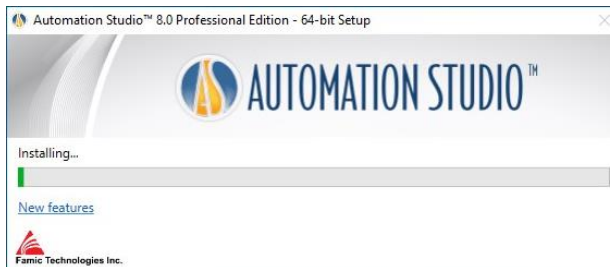 Automation Studio™ 8.0 Professional Edition - 64-bit Setup
AUTOMATION STUDIO™
Installing...
New features
Famic Technologies Inc.